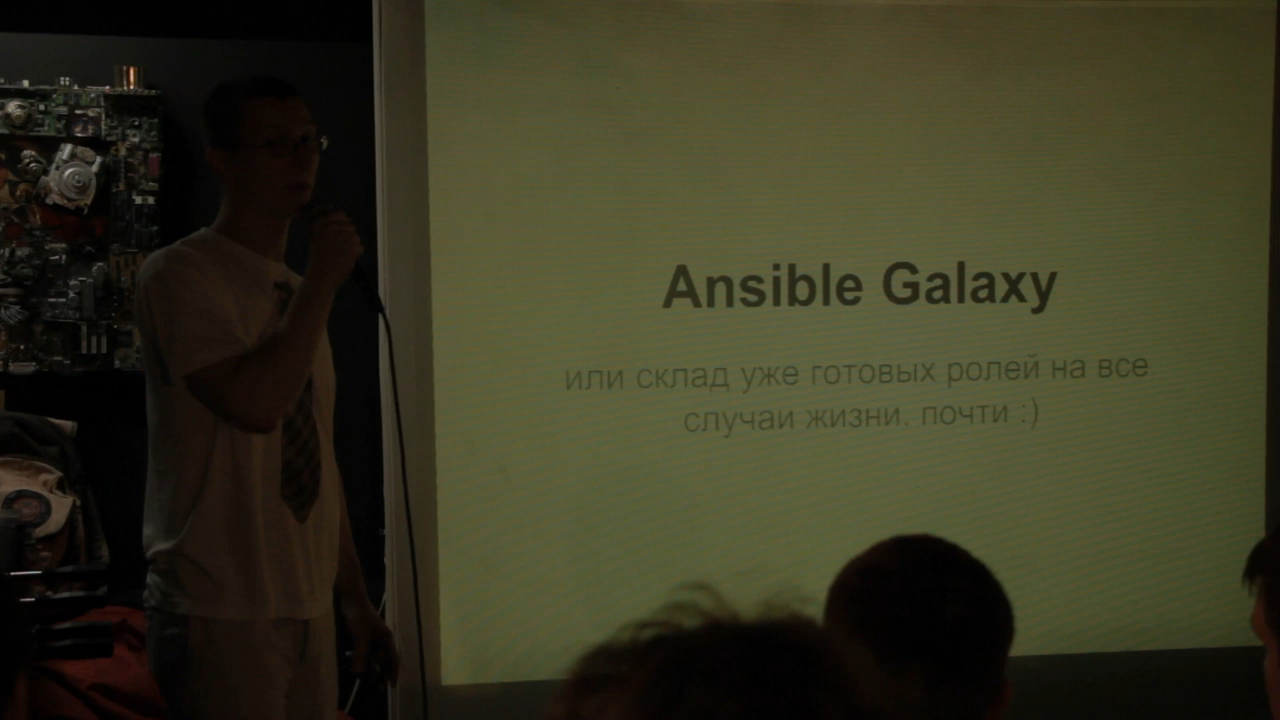 Ansible Galaxy
или склад уже готовых ролей на все
случаи жизни. почти :)